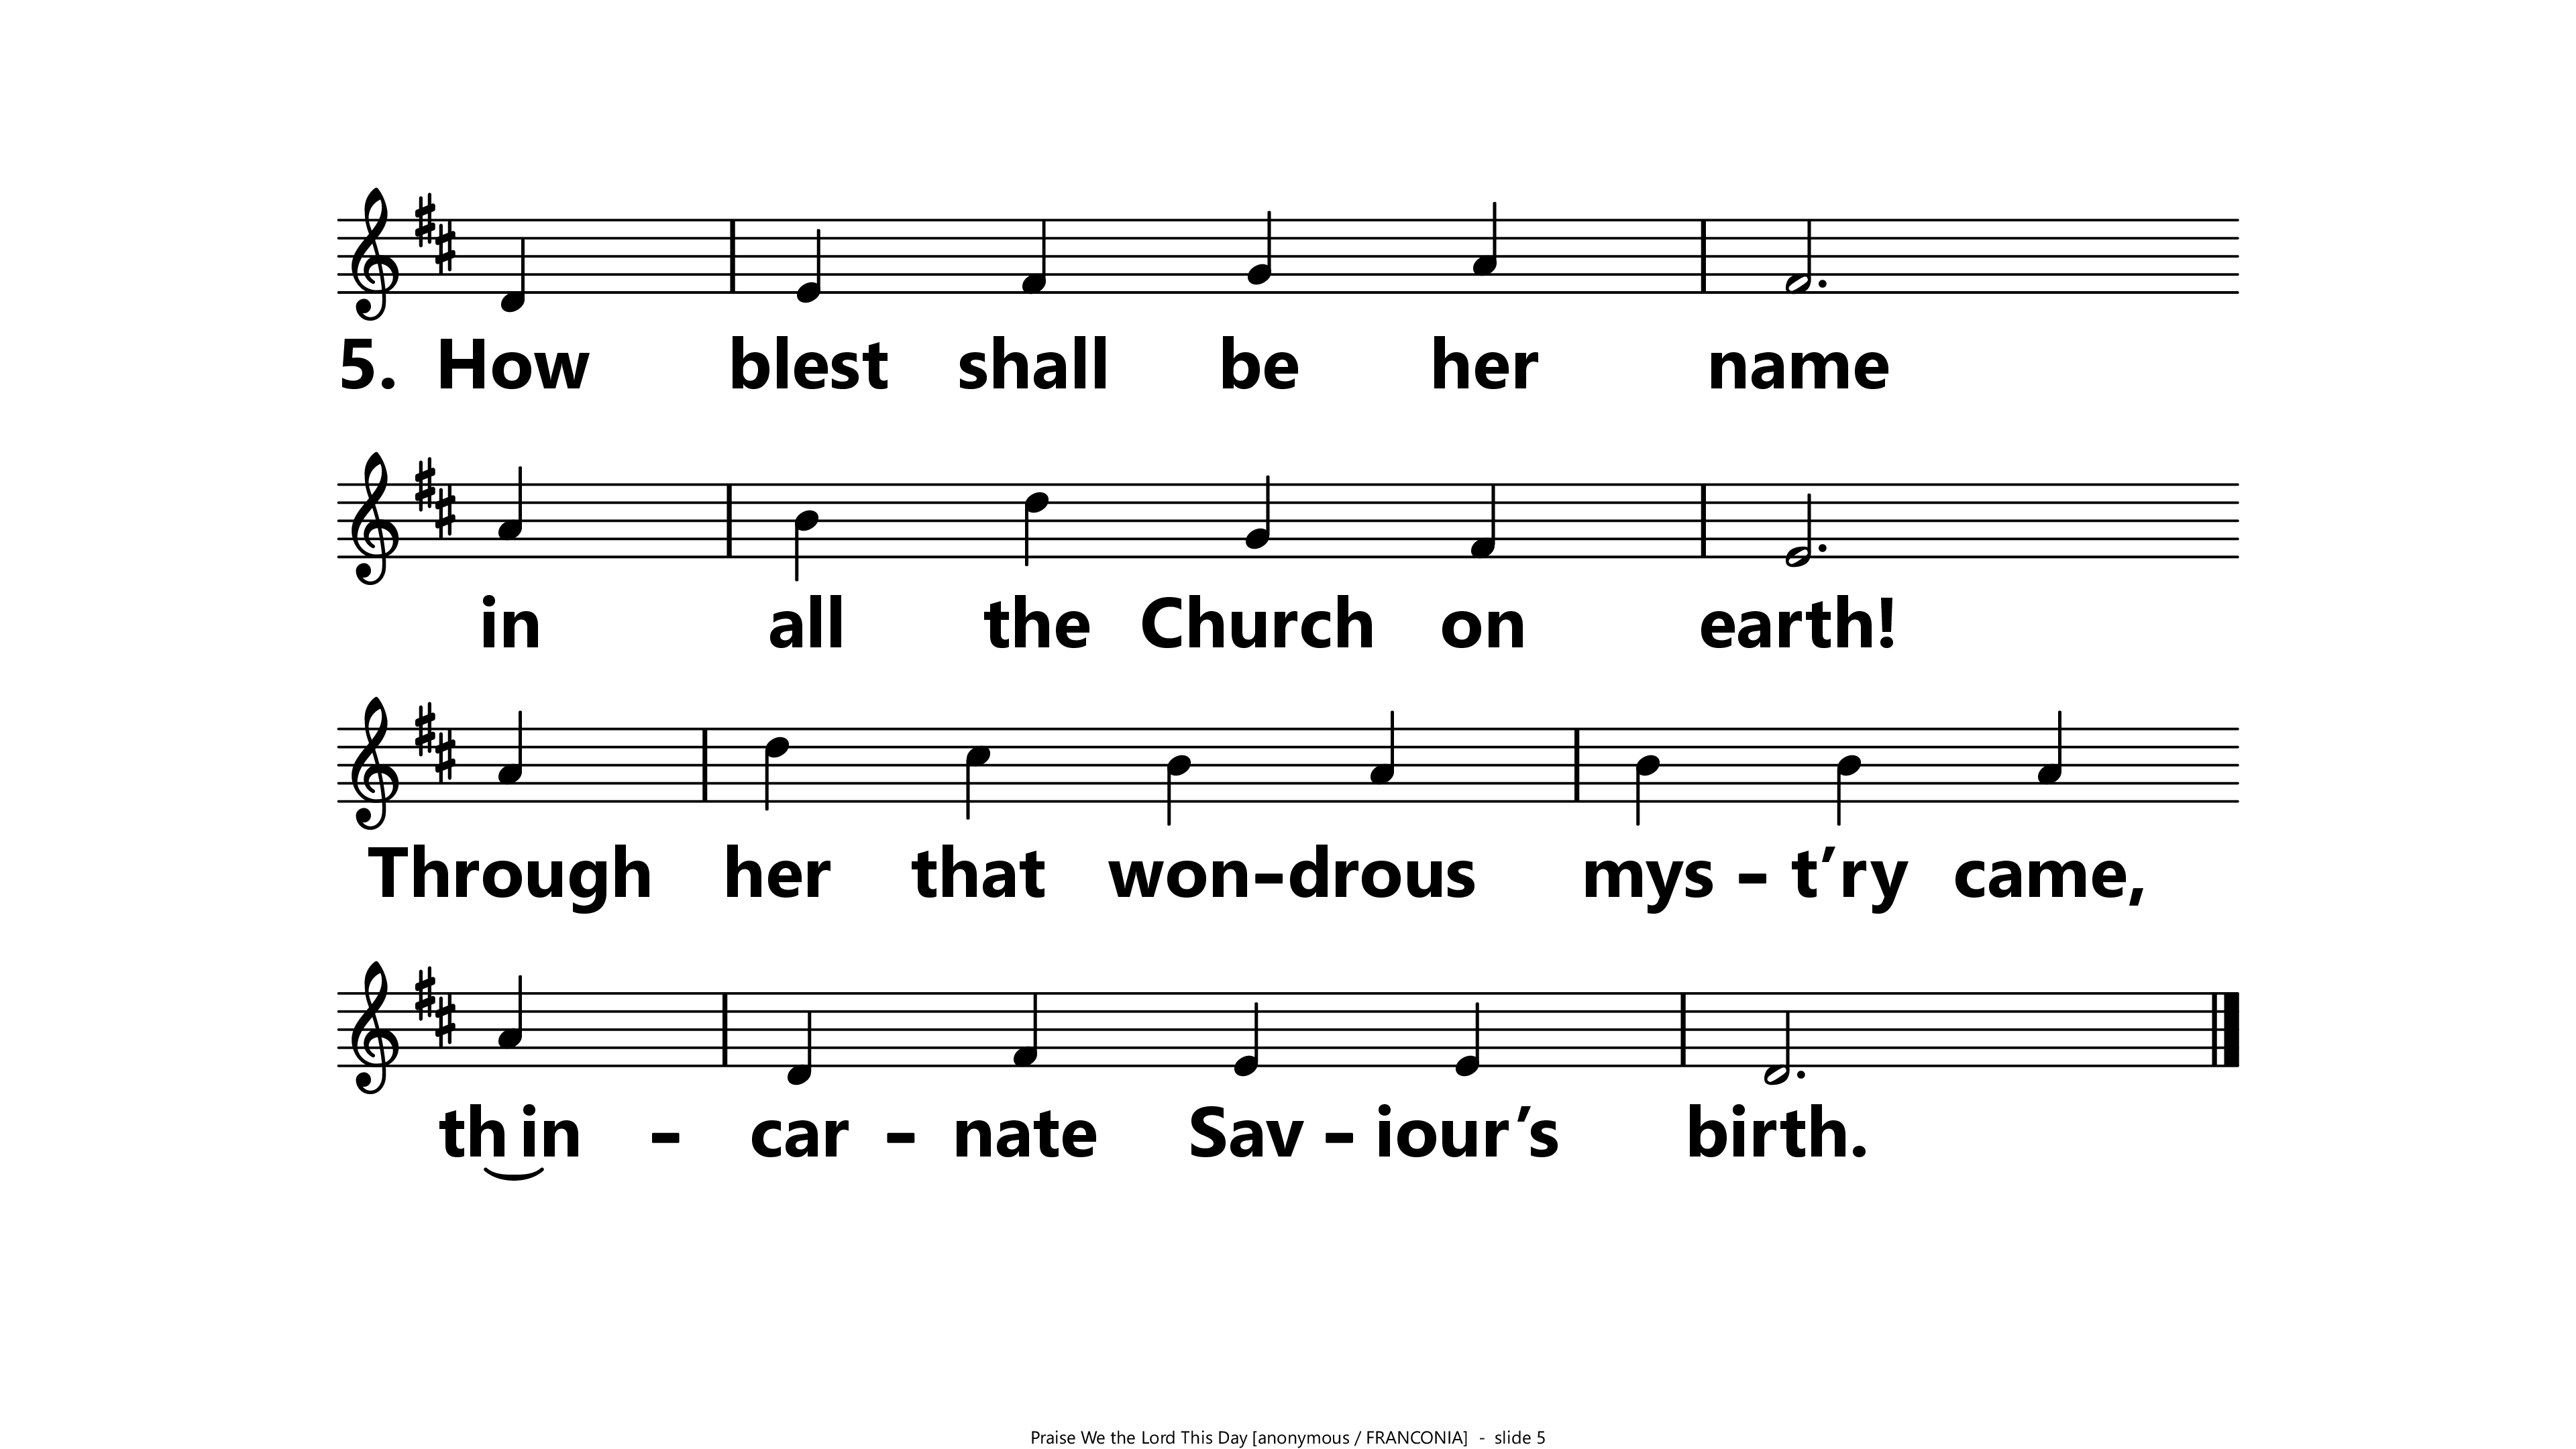 5. How blest shall be her name
in all the Church on earth!
Through her that won-drous mys - t’ry came,
th in - car - nate Sav - iour’s birth.
Praise We the Lord This Day [anonymous / FRANCONIA] - slide 5